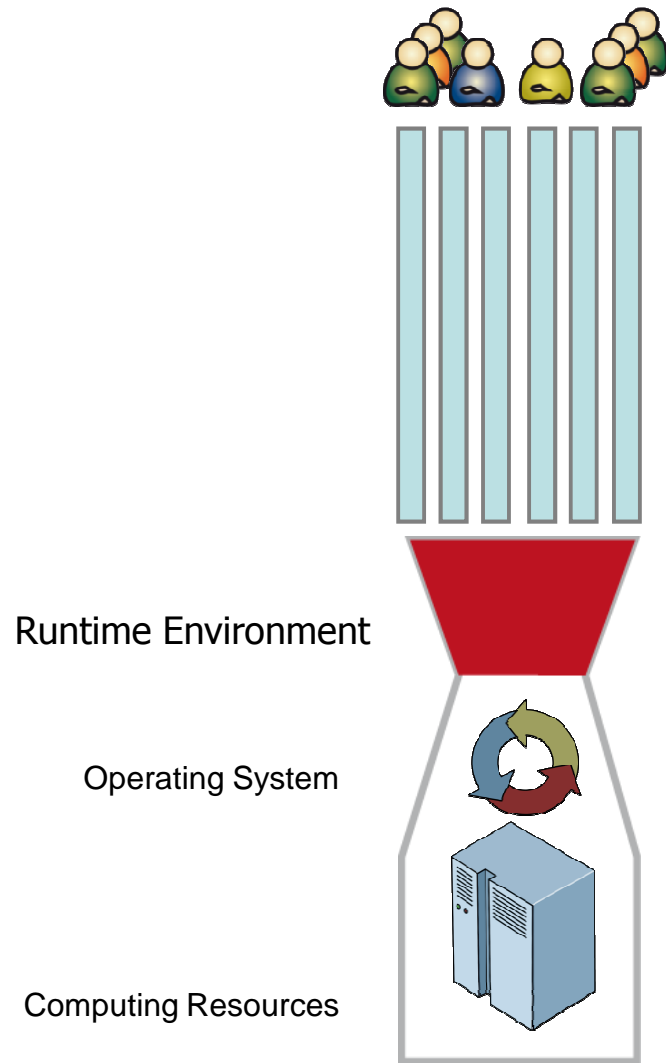 Runtime Environment
Operating System
Computing Resources